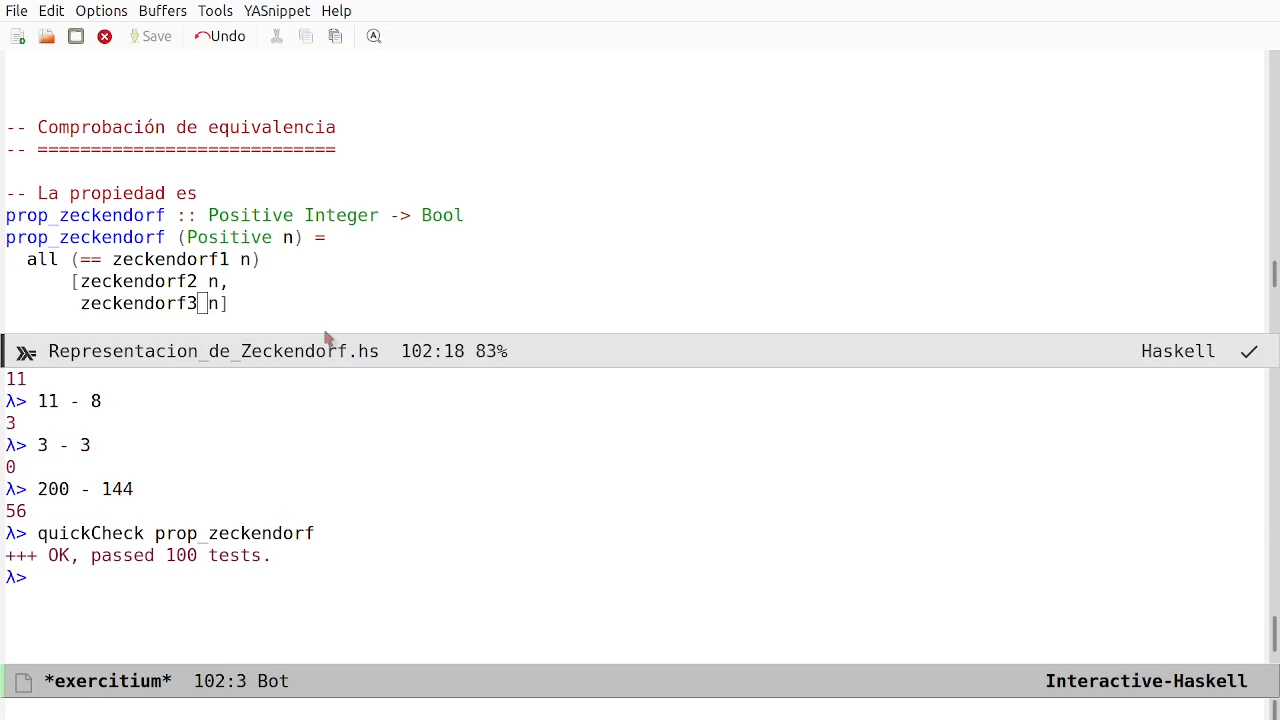 File Edit Options Buffers Tools YASnippet Help
Save Undo
-- Comprobación de equivalencia
-- ============================
-- La propiedad es
prop_zeckendorf :: Positive Integer -> Bool
prop_zeckendorf (Positive n) =
  all (== zeckendorf1 n)
      [zeckendorf2 n,
       zeckendorf3 n]
Representacion_de_Zeckendorf.hs 102:18 83% Haskell ✓
11
λ> 11 - 8
3
λ> 3 - 3
0
λ> 200 - 144
56
λ> quickCheck prop_zeckendorf
+++ OK, passed 100 tests.
λ>
*exercitium* 102:3 Bot Interactive-Haskell